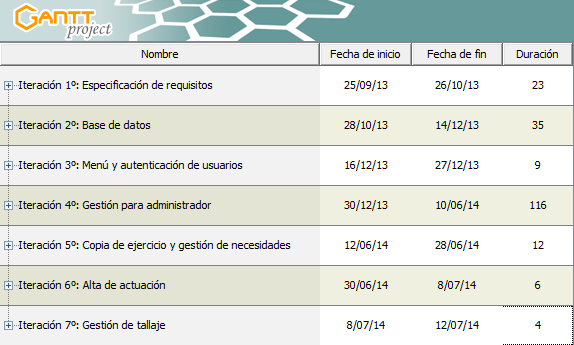 GANTT
project
Nombre Fecha de inicio Fecha de fin Duración
Iteración 1º: Especificación de requisitos 25/09/13 26/10/13 23
Iteración 2º: Base de datos 28/10/13 14/12/13 35
Iteración 3º: Menú y autenticación de usuarios 16/12/13 27/12/13 9
Iteración 4º: Gestión para administrador 30/12/13 10/06/14 116
Iteración 5º: Copia de ejercicio y gestión de necesidades 12/06/14 28/06/14 12
Iteración 6º: Alta de actuación 30/06/14 8/07/14 6
Iteración 7º: Gestión de tallaje 8/07/14 12/07/14 4